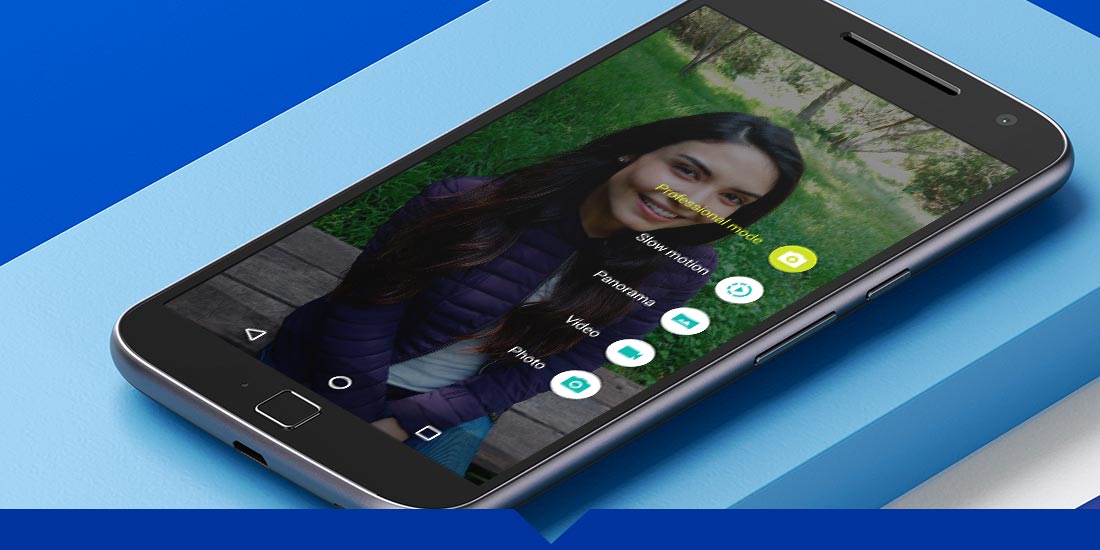 Professional mode
Slow motion
Panorama
Video
Photo